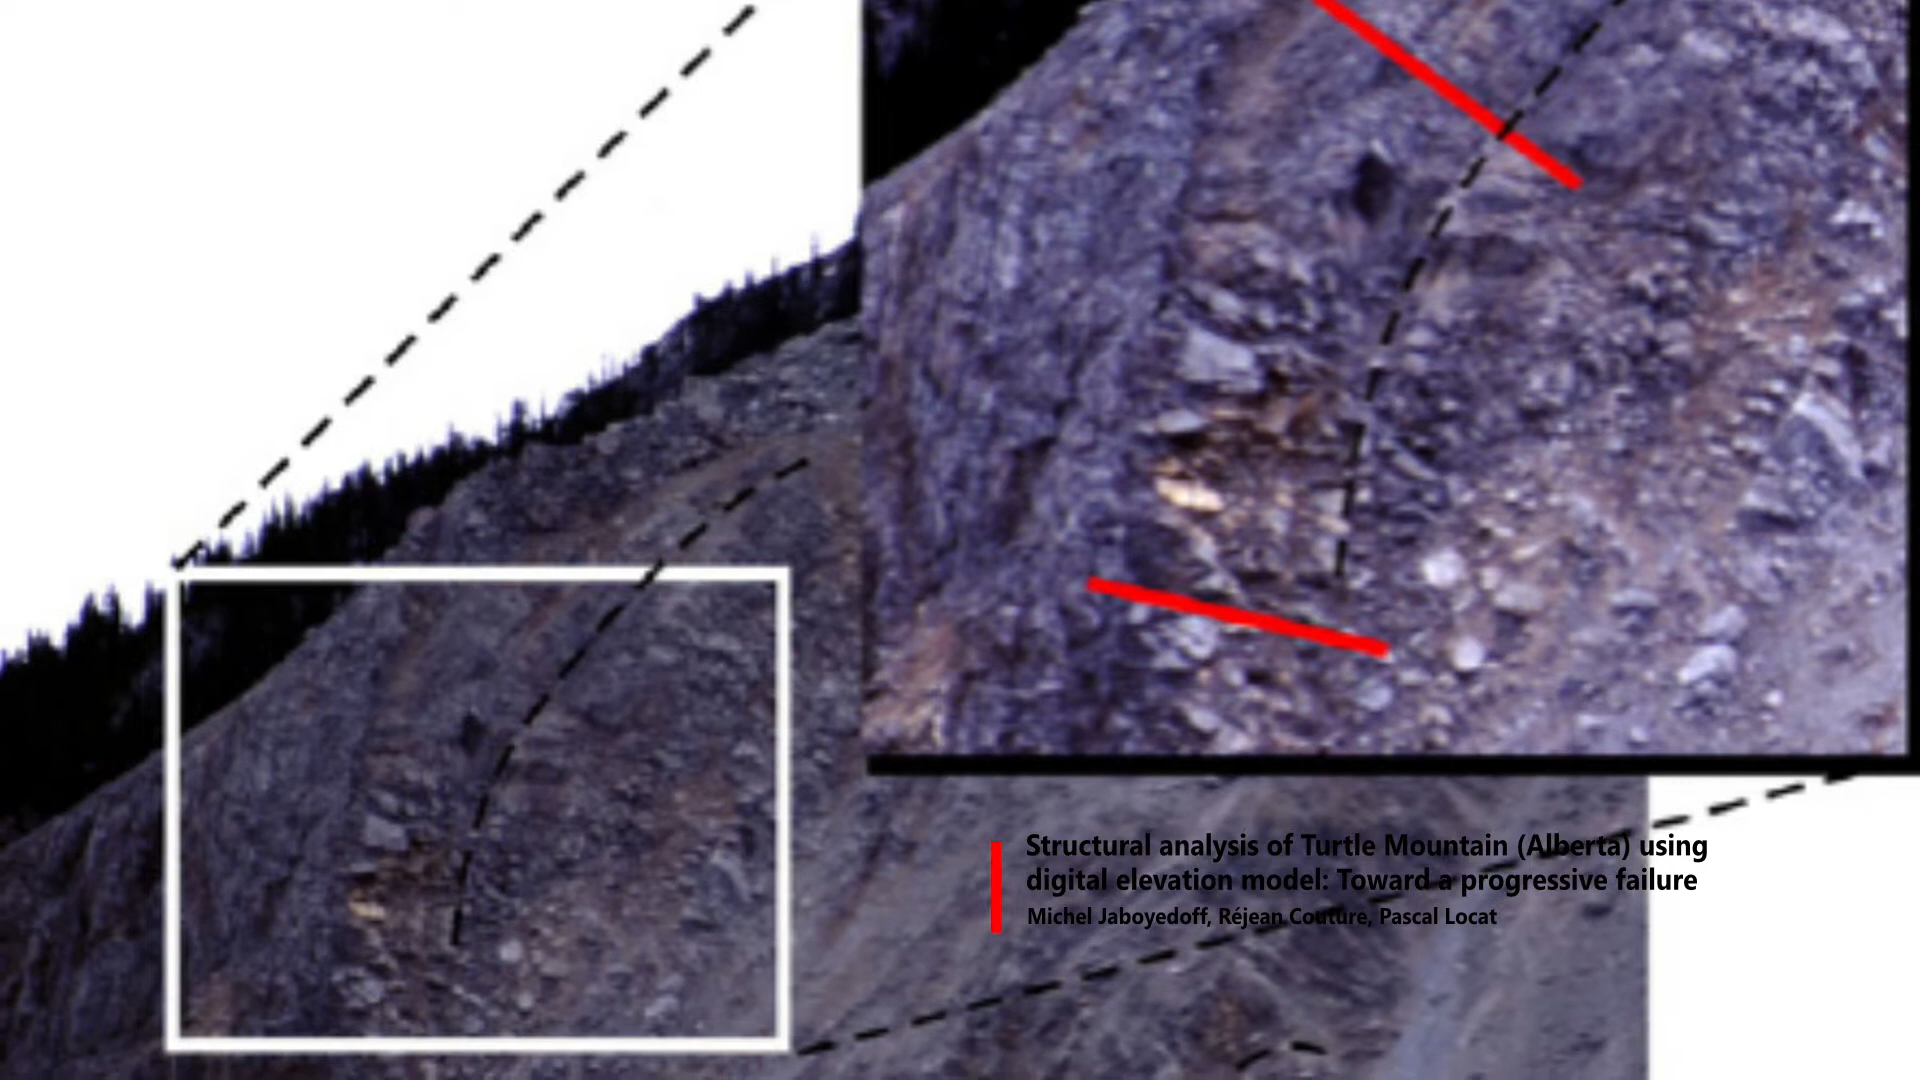 Structural analysis of Turtle Mountain (Alberta) using
digital elevation model: Toward a progressive failure
Michel Jaboyedoff, Réjean Couture, Pascal Locat